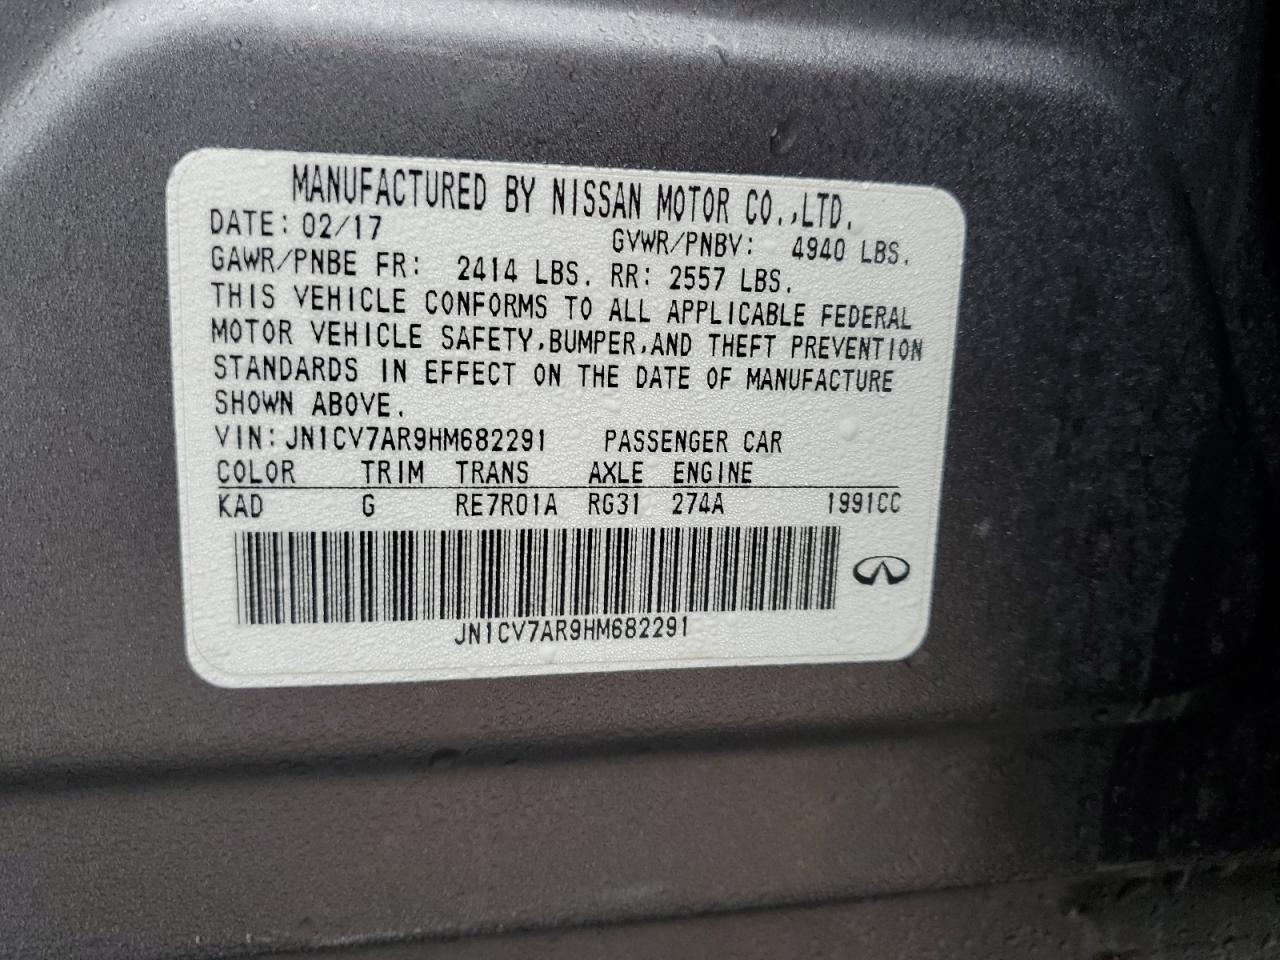 MANUFACTURED BY NISSAN MOTOR CO.,LTD.
DATE: 02/17 GVWR/PNBV: 4940 LBS.
GAWR/PNBE FR: 2414 LBS. RR: 2557 LBS.
THIS VEHICLE CONFORMS TO ALL APPLICABLE FEDERAL
MOTOR VEHICLE SAFETY,BUMPER,AND THEFT PREVENTION
STANDARDS IN EFFECT ON THE DATE OF MANUFACTURE
SHOWN ABOVE.
VIN: JN1CV7AR9HM682291 PASSENGER CAR
COLOR TRIM TRANS AXLE ENGINE
KAD G RE7R01A RG31 274A 1991CC
JN1CV7AR9HM682291